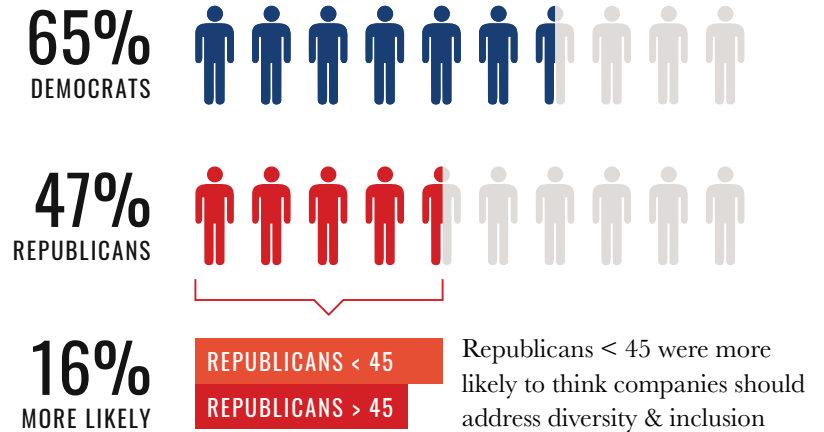 65%
DEMOCRATS
47%
REPUBLICANS
16%
MORE LIKELY
REPUBLICANS < 45
REPUBLICANS > 45
Republicans < 45 were more
likely to think companies should
address diversity & inclusion